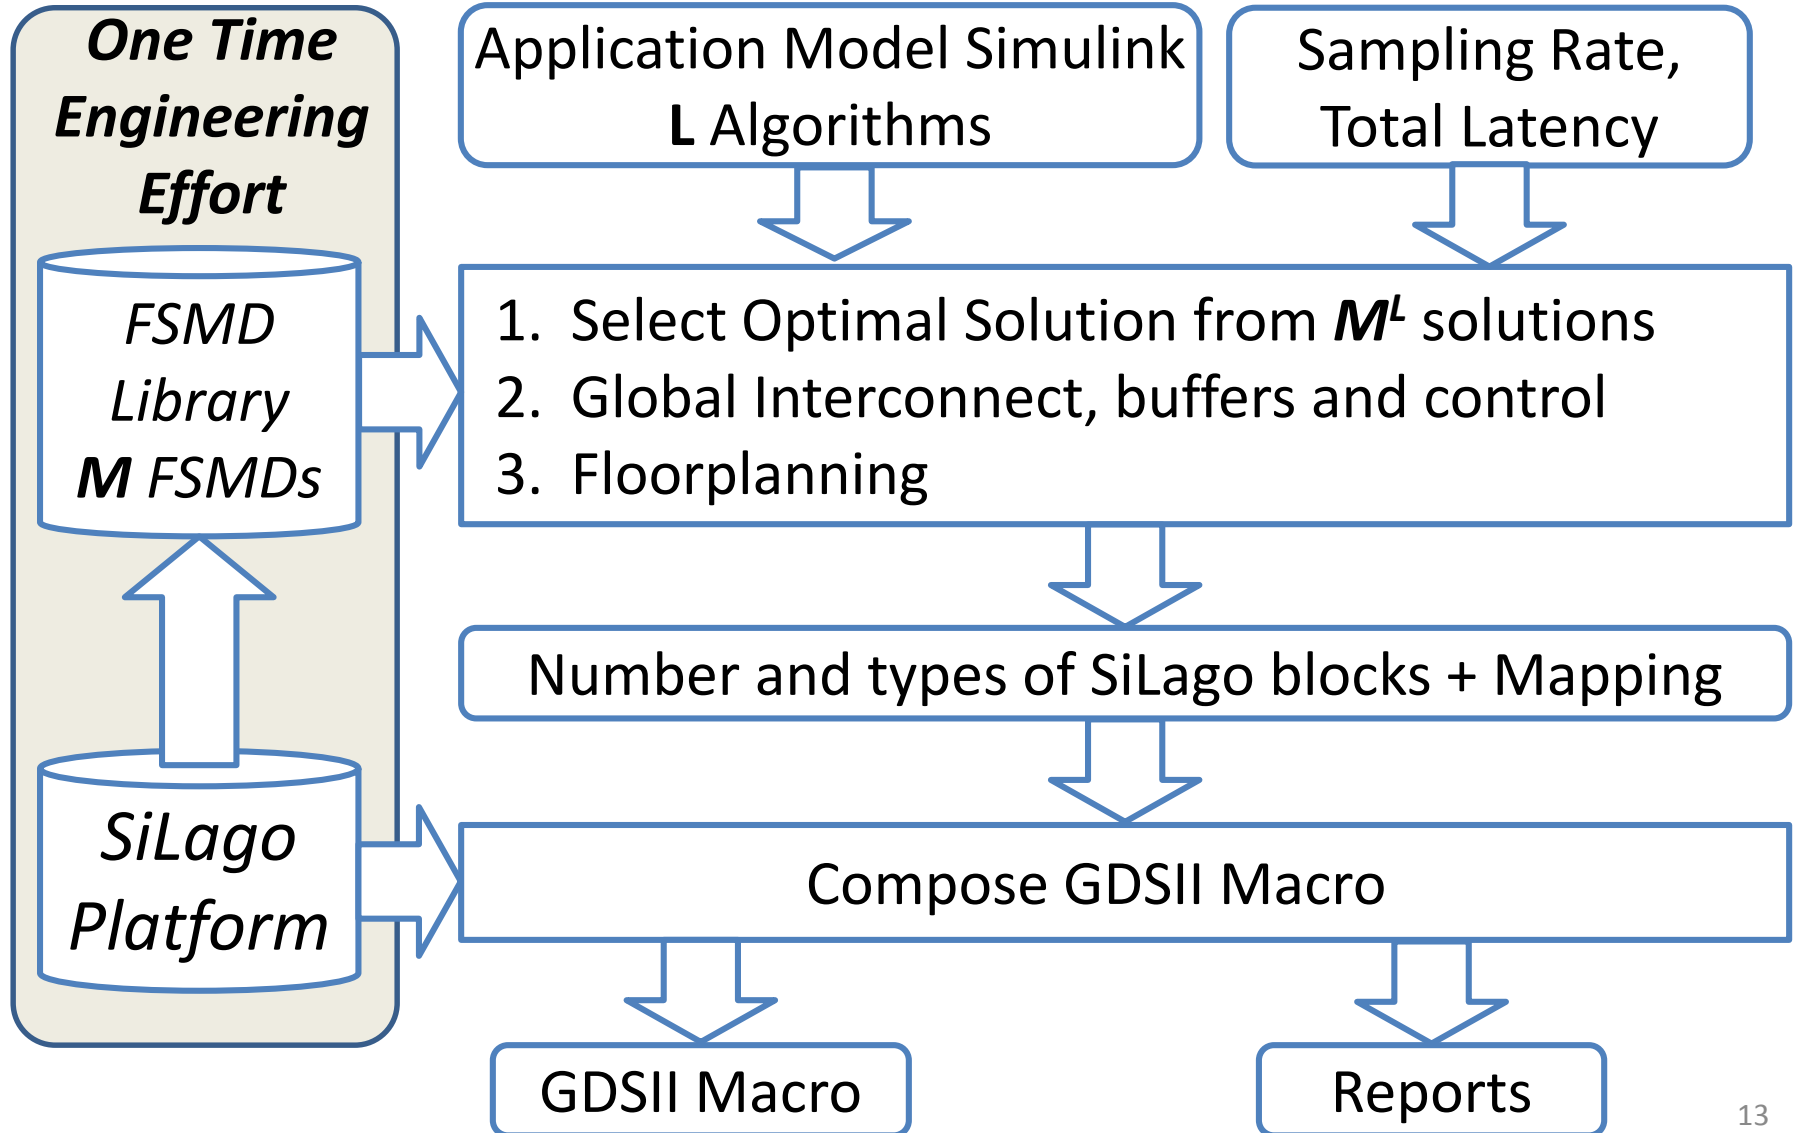 One Time
Engineering
Effort
FSMD
Library
M FSMDs
SiLago
Platform
Application Model Simulink
L Algorithms
Sampling Rate,
Total Latency
1. Select Optimal Solution from M^L solutions
2. Global Interconnect, buffers and control
3. Floorplanning
Number and types of SiLago blocks + Mapping
Compose GDSII Macro
GDSII Macro
Reports
13